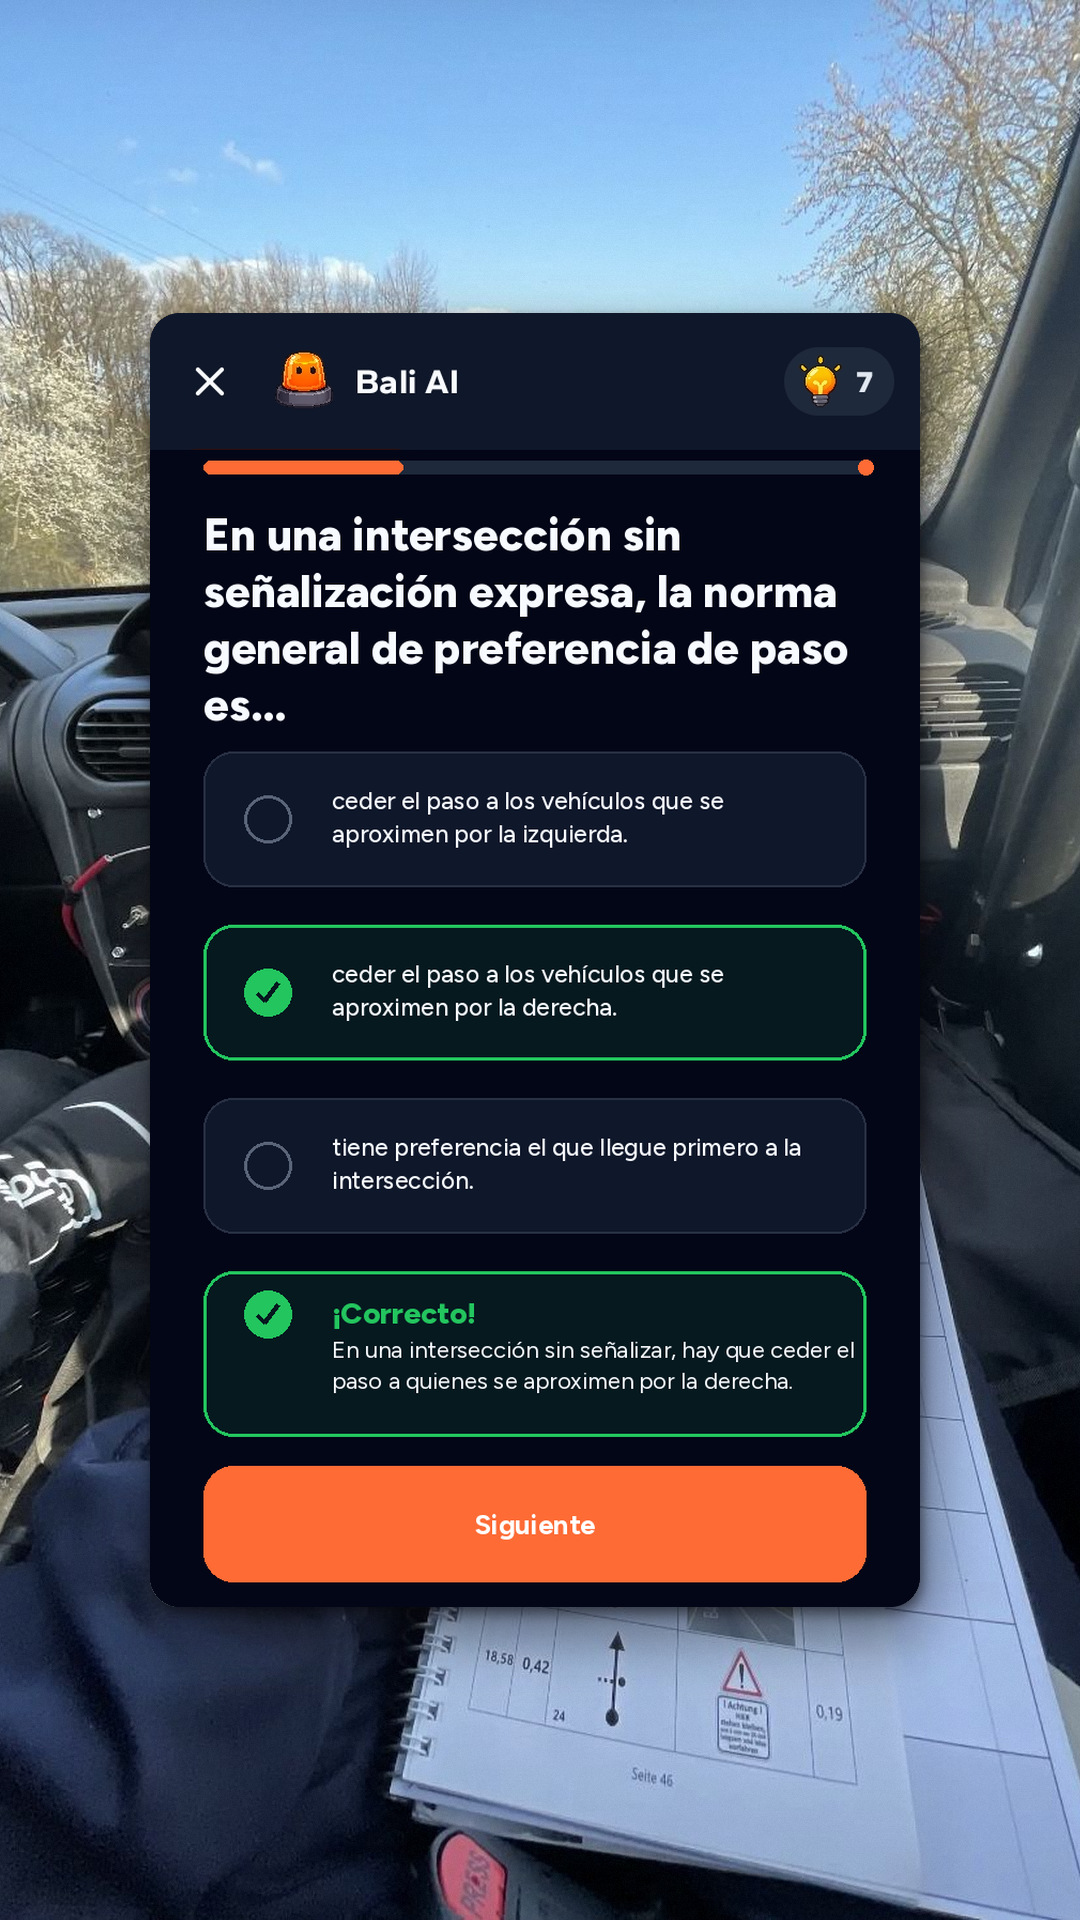 Bali AI
7
En una intersección sin
señalización expresa, la norma
general de preferencia de paso
es...
ceder el paso a los vehículos que se
aproximen por la izquierda.
ceder el paso a los vehículos que se
aproximen por la derecha.
tiene preferencia el que llegue primero a la
intersección.
¡Correcto!
En una intersección sin señalizar, hay que ceder el
paso a quienes se aproximen por la derecha.
Siguiente
18,58 0,42
24
! Achtung !
0,19
Seite 46
PRESS